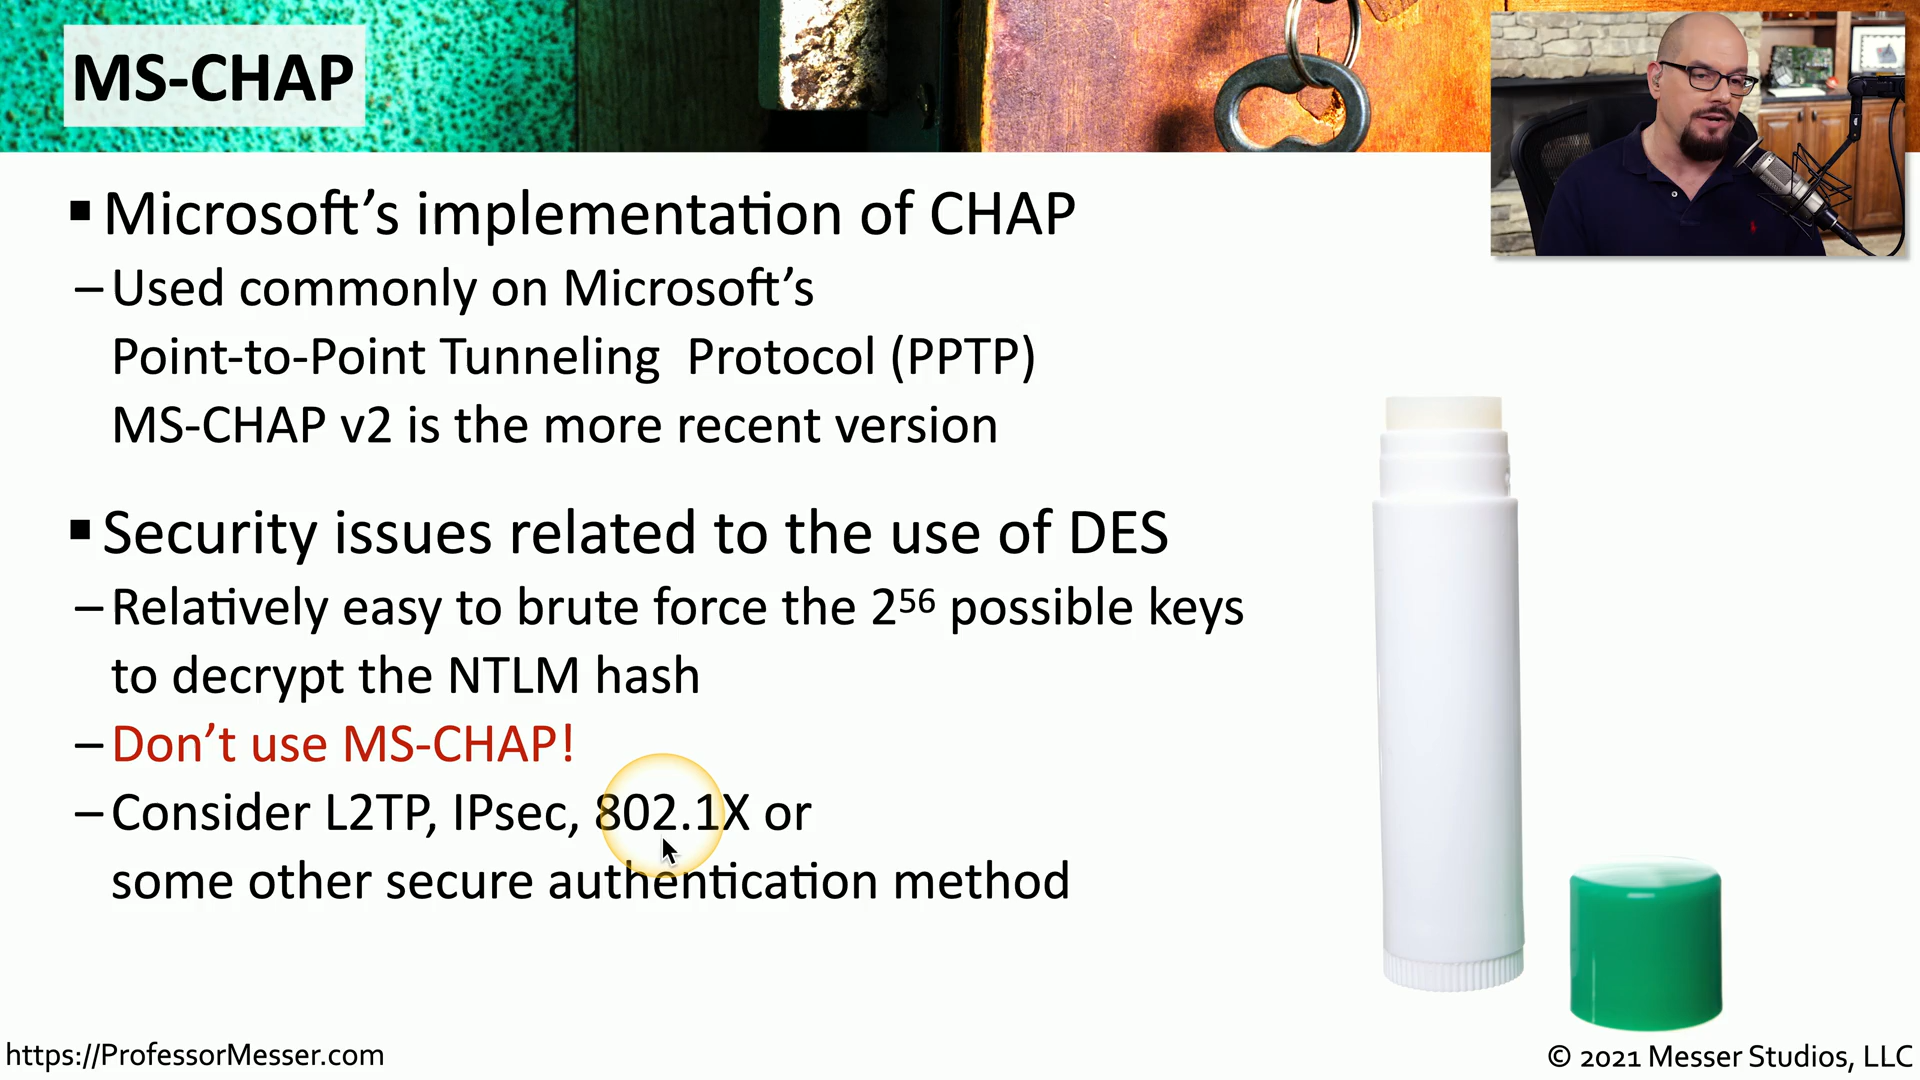 MS-CHAP
▪ Microsoft’s implementation of CHAP
– Used commonly on Microsoft’s
Point-to-Point Tunneling Protocol (PPTP)
MS-CHAP v2 is the more recent version
▪ Security issues related to the use of DES
– Relatively easy to brute force the 2⁵⁶ possible keys
to decrypt the NTLM hash
– Don’t use MS-CHAP!
– Consider L2TP, IPsec, 802.1X or
some other secure authentication method
https://ProfessorMesser.com
© 2021 Messer Studios, LLC